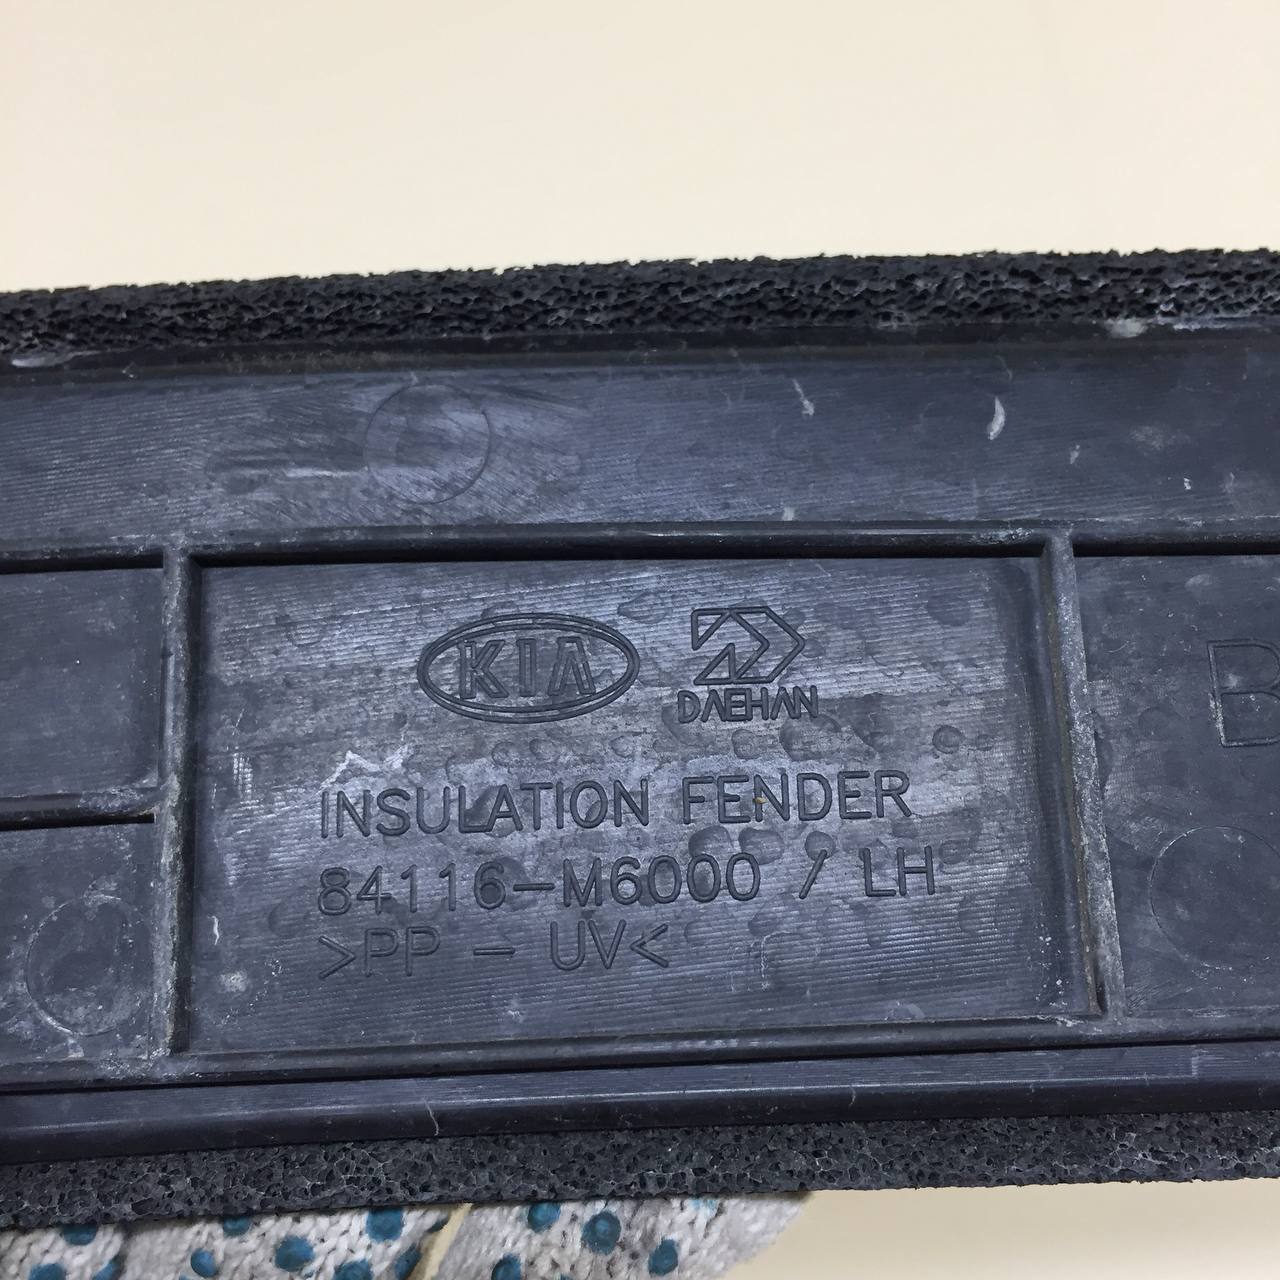 KIA
DAEHAN
INSULATION FENDER
84116-M6000 / LH
>PP - UV<
B